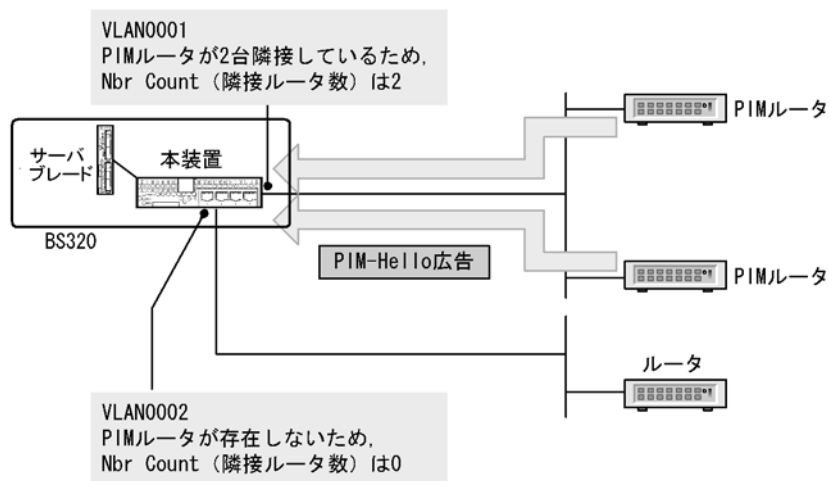 VLAN0001
PIMルータが2台隣接しているため，
Nbr Count（隣接ルータ数）は2
PIMルータ
サーバ
ブレード
本装置
BS320
PIM-Hello広告
PIMルータ
ルータ
VLAN0002
PIMルータが存在しないため，
Nbr Count（隣接ルータ数）は0